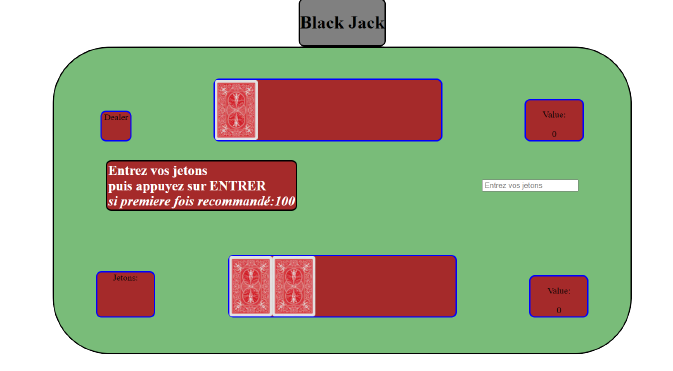 Black Jack
Dealer
Value:
0
Entrez vos jetons
puis appuyez sur ENTRER
si premiere fois recommandé:100
Entrez vos jetons
Jetons:
Value:
0